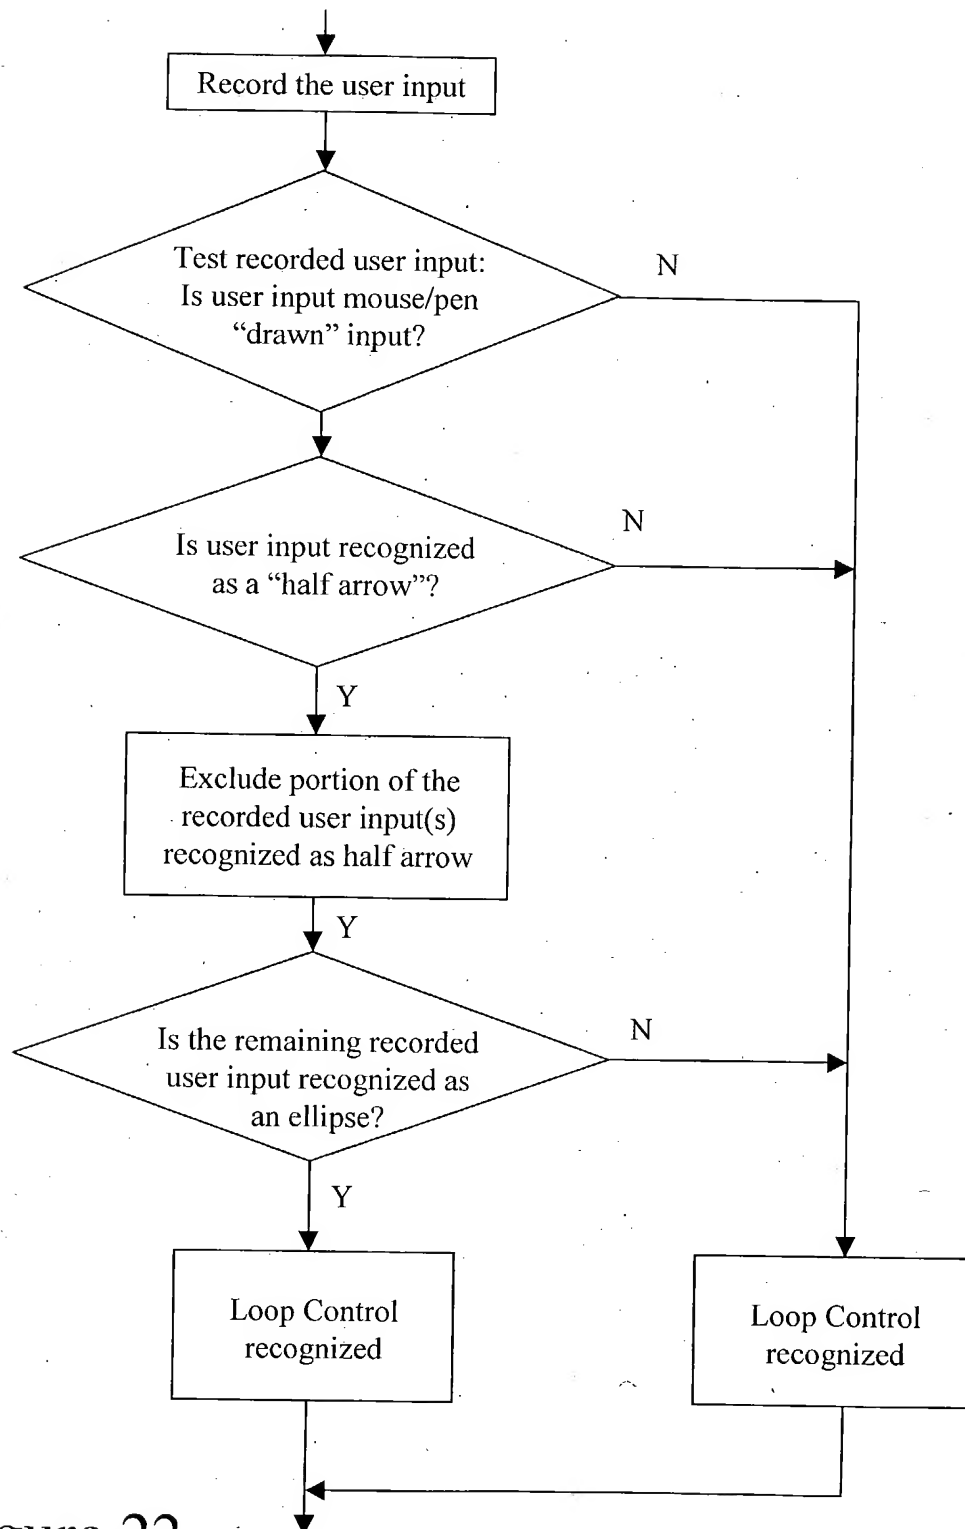 Record the user input
Test recorded user input:
Is user input mouse/pen
“drawn” input?
N
Is user input recognized
as a “half arrow”?
N
Y
Exclude portion of the
recorded user input(s)
recognized as half arrow
Y
Is the remaining recorded
user input recognized as
an ellipse?
N
Y
Loop Control
recognized
Loop Control
recognized